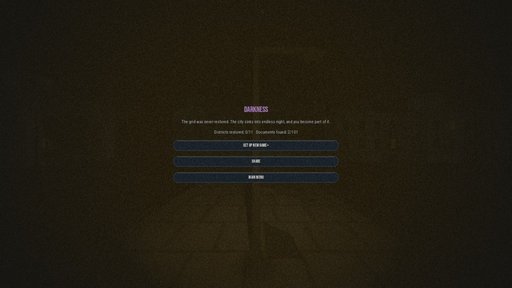 DARKNESS
The grid was never restored. The city sinks into endless night, and you become part of it.
Districts restored: 0/11 Documents found: 2/101
SET UP NEW GAME+
SHARE
MAIN MENU